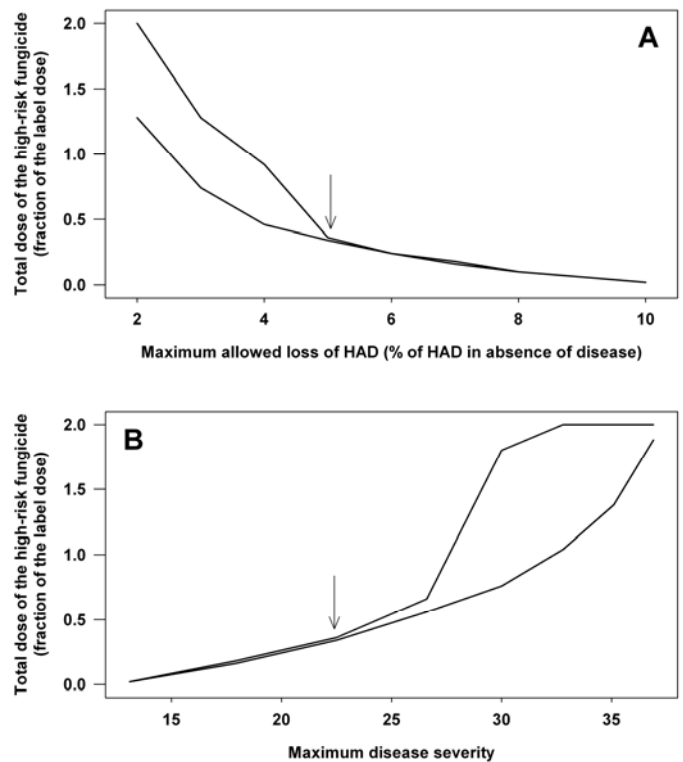 A
Total dose of the high-risk fungicide
(fraction of the label dose)
2.0
1.5
1.0
0.5
0.0
2 4 6 8 10
Maximum allowed loss of HAD (% of HAD in absence of disease)
B
Total dose of the high-risk fungicide
(fraction of the label dose)
2.0
1.5
1.0
0.5
0.0
15 20 25 30 35
Maximum disease severity